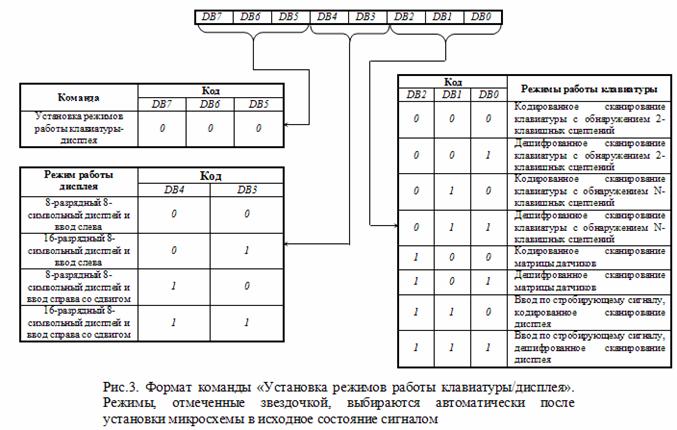 DB7 DB6 DB5 DB4 DB3 DB2 DB1 DB0
Команда Код
DB7 DB6 DB5
Установка режимов
работы клавиатуры-
дисплея
0 0 0
Режим работы
дисплея
Код
DB4 DB3
8-разрядный 8-
символьный дисплей и
ввод слева
0 0
16-разрядный 8-
символьный дисплей и
ввод слева
0 1
8-разрядный 8-
символьный дисплей и
ввод справа со сдвигом
1 0
16-разрядный 8-
символьный дисплей и
ввод справа со сдвигом
1 1
Код Режимы работы клавиатуры
DB2 DB1 DB0
0 0 0
Кодированное сканирование
клавиатуры с обнаружением 2-
клавишных сцеплений
0 0 1
Дешифрованное сканирование
клавиатуры с обнаружением 2-
клавишных сцеплений
0 1 0
Кодированное сканирование
клавиатуры с обнаружением N-
клавишных сцеплений
0 1 1
Дешифрованное сканирование
клавиатуры с обнаружением N-
клавишных сцеплений
1 0 0
Кодированное сканирование
матрицы датчиков
1 0 1
Дешифрованное сканирование
матрицы датчиков
1 1 0
Ввод по стробирующему сигналу,
кодированное сканирование
дисплея
1 1 1
Ввод по стробирующему сигналу,
дешифрованное сканирование
дисплея
Рис.3. Формат команды «Установка режимов работы клавиатуры/дисплея».
Режимы, отмеченные звездочкой, выбираются автоматически после
установки микросхемы в исходное состояние сигналом